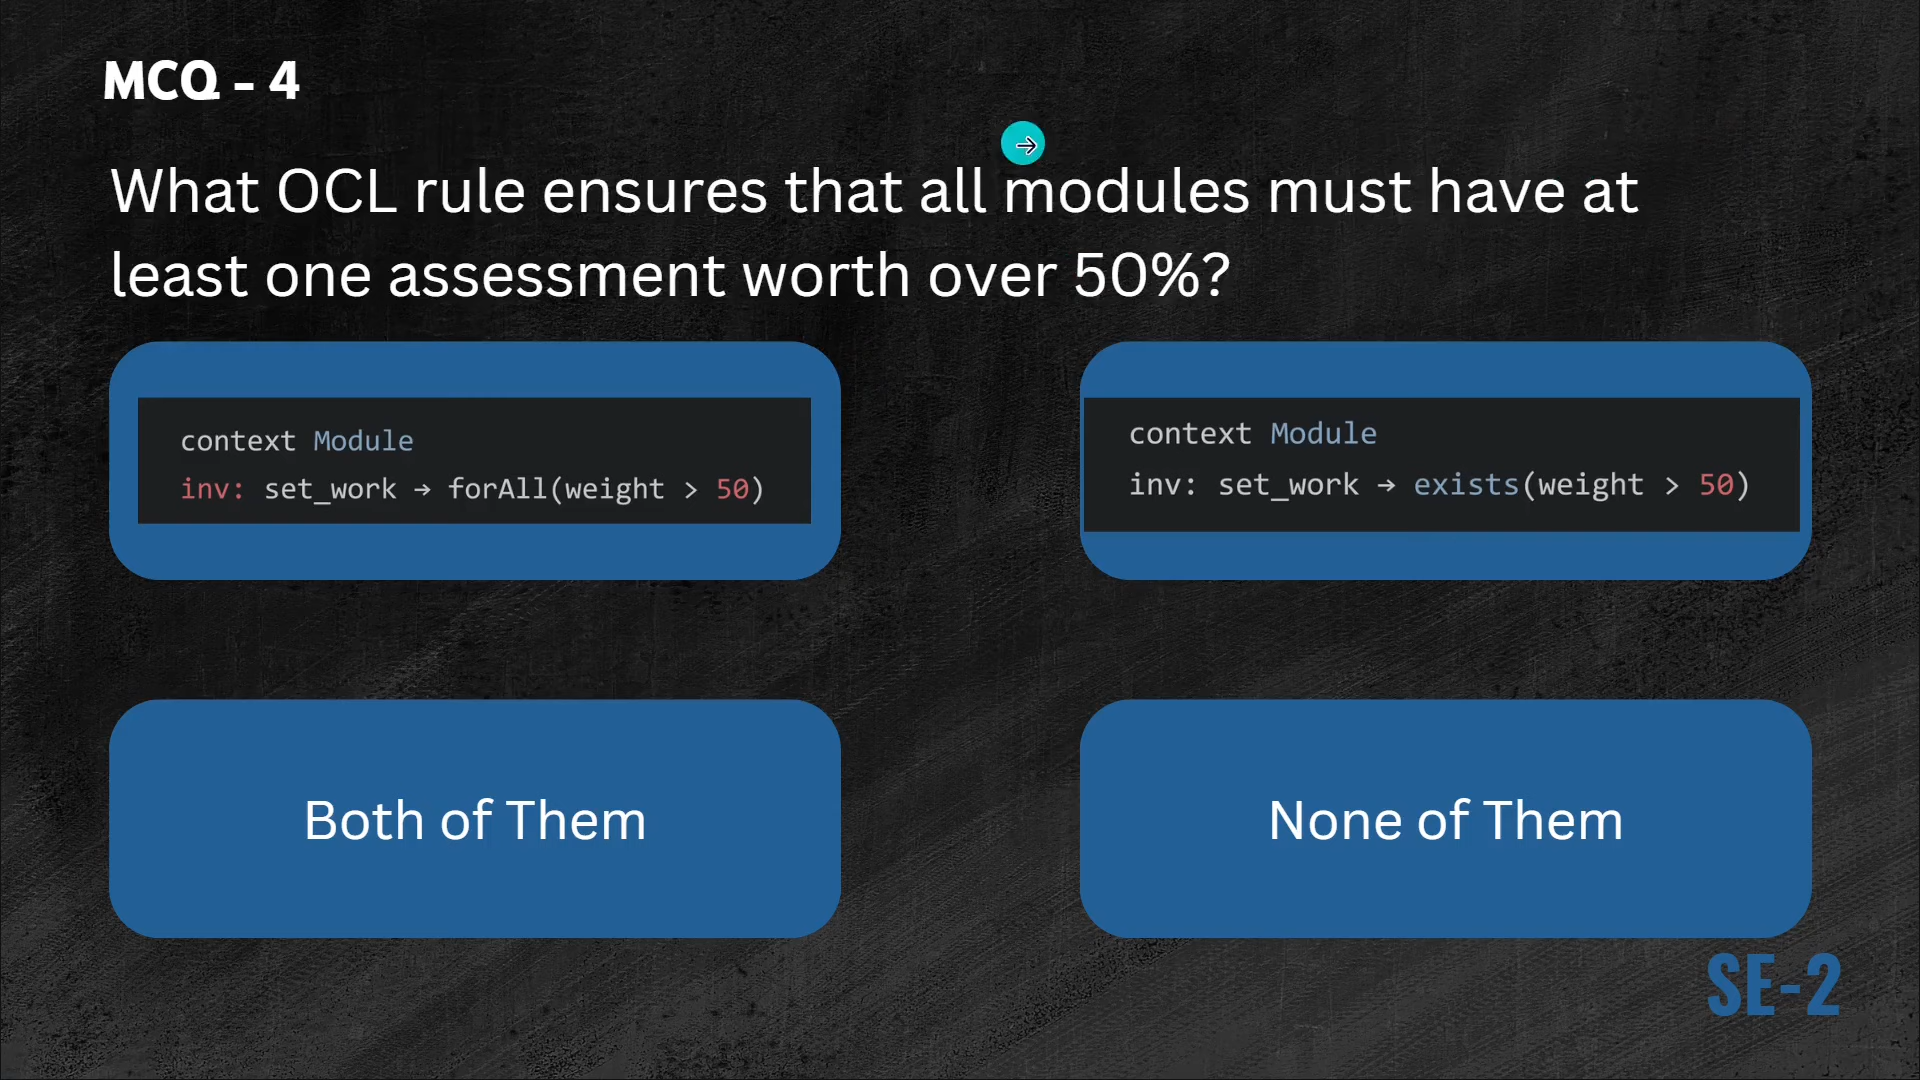 MCQ - 4
What OCL rule ensures that all modules must have at
least one assessment worth over 50%?
context Module
inv: set_work → forAll(weight > 50)
context Module
inv: set_work → exists(weight > 50)
Both of Them
None of Them
SE-2